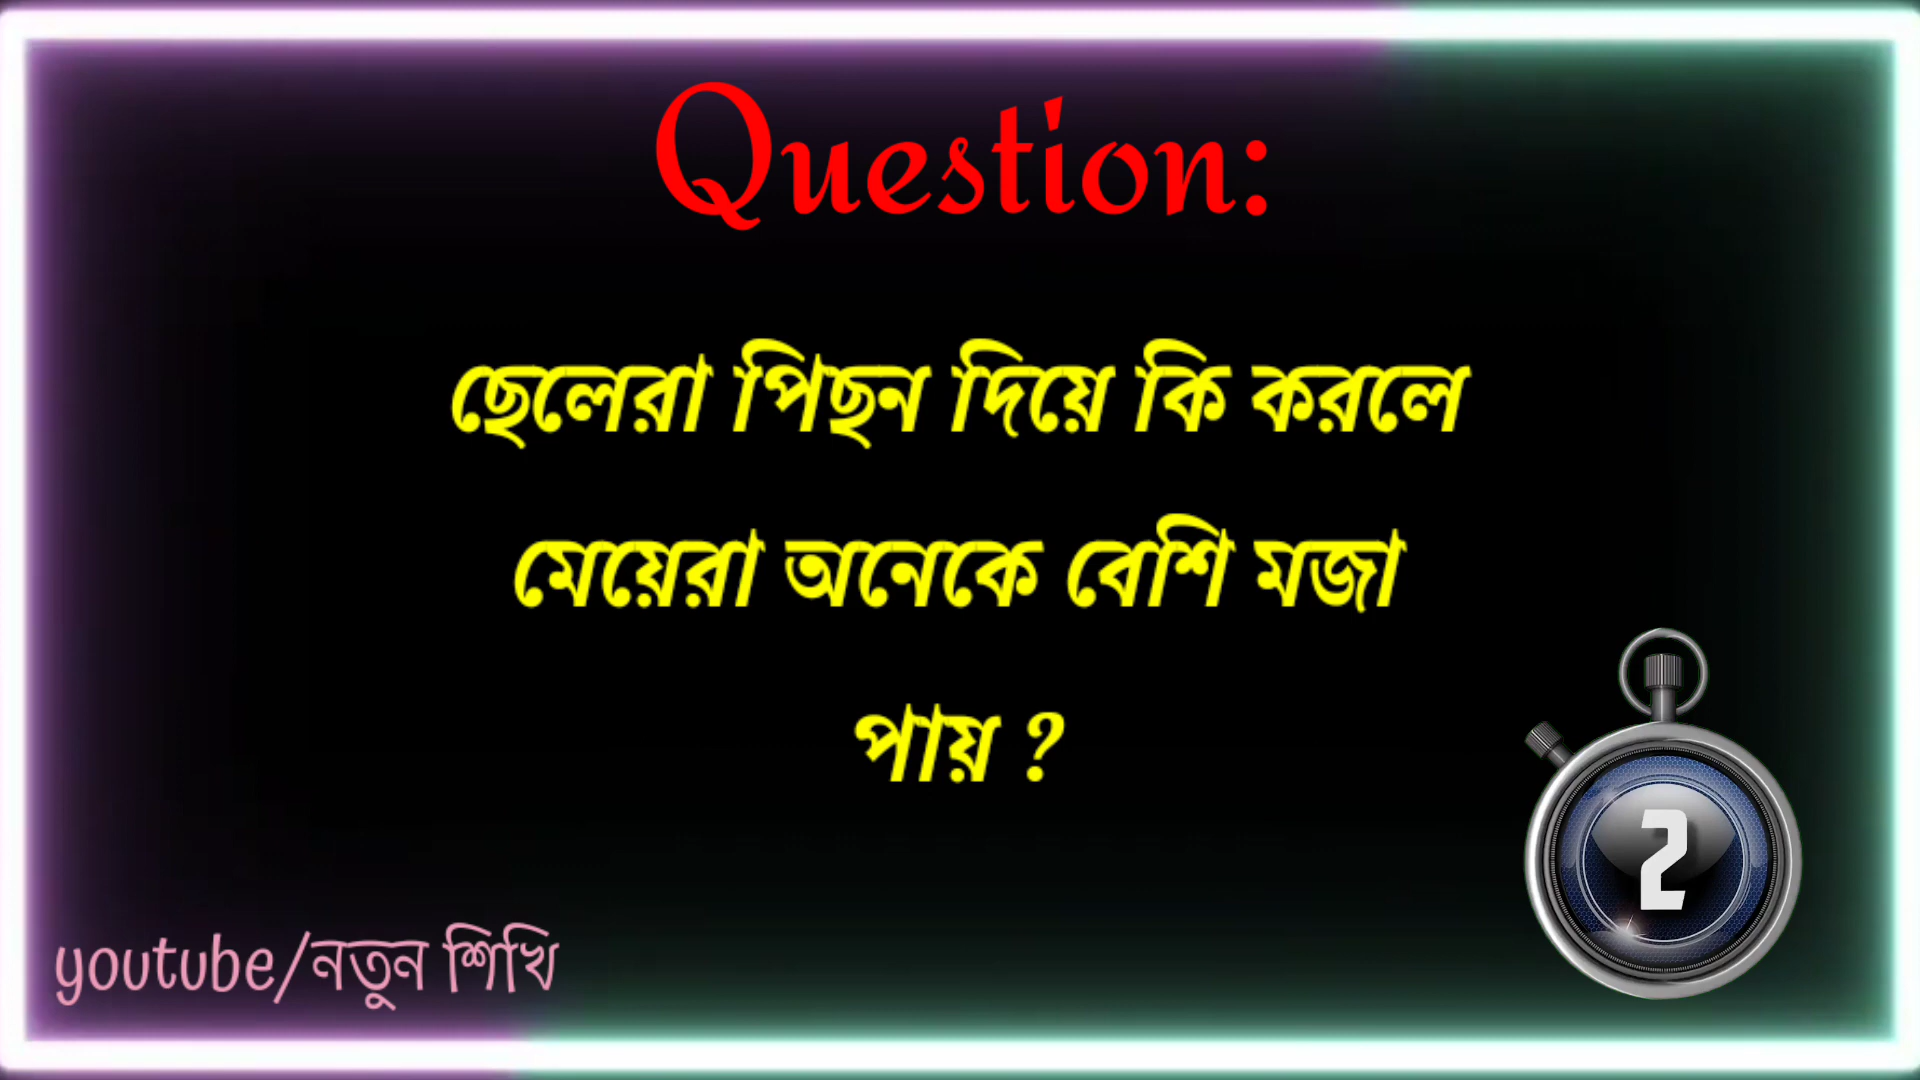 Question:
ছেলেরা পিছন দিয়ে কি করলে
মেয়েরা অনেকে বেশি মজা
পায় ?
2
youtube/নতুন শিখি